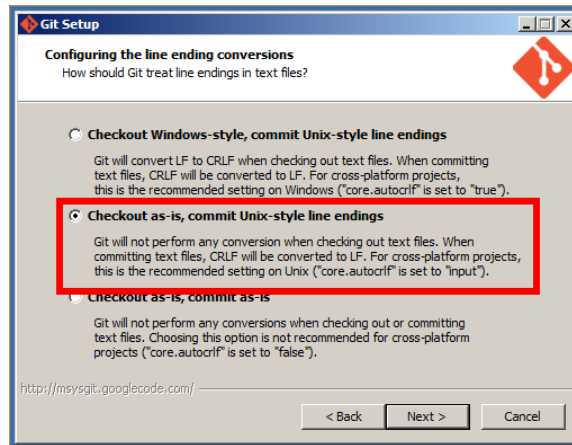 Git Setup
Configuring the line ending conversions
How should Git treat line endings in text files?
Checkout Windows-style, commit Unix-style line endings
Git will convert LF to CRLF when checking out text files. When committing
text files, CRLF will be converted to LF. For cross-platform projects,
this is the recommended setting on Windows ("core.autocrlf" is set to "true").
Checkout as-is, commit Unix-style line endings
Git will not perform any conversion when checking out text files. When
committing text files, CRLF will be converted to LF. For cross-platform projects,
this is the recommended setting on Unix ("core.autocrlf" is set to "input").
Checkout as-is, commit as-is
Git will not perform any conversions when checking out or committing
text files. Choosing this option is not recommended for cross-platform
projects ("core.autocrlf" is set to "false").
http://msysgit.googlecode.com/
< Back
Next >
Cancel